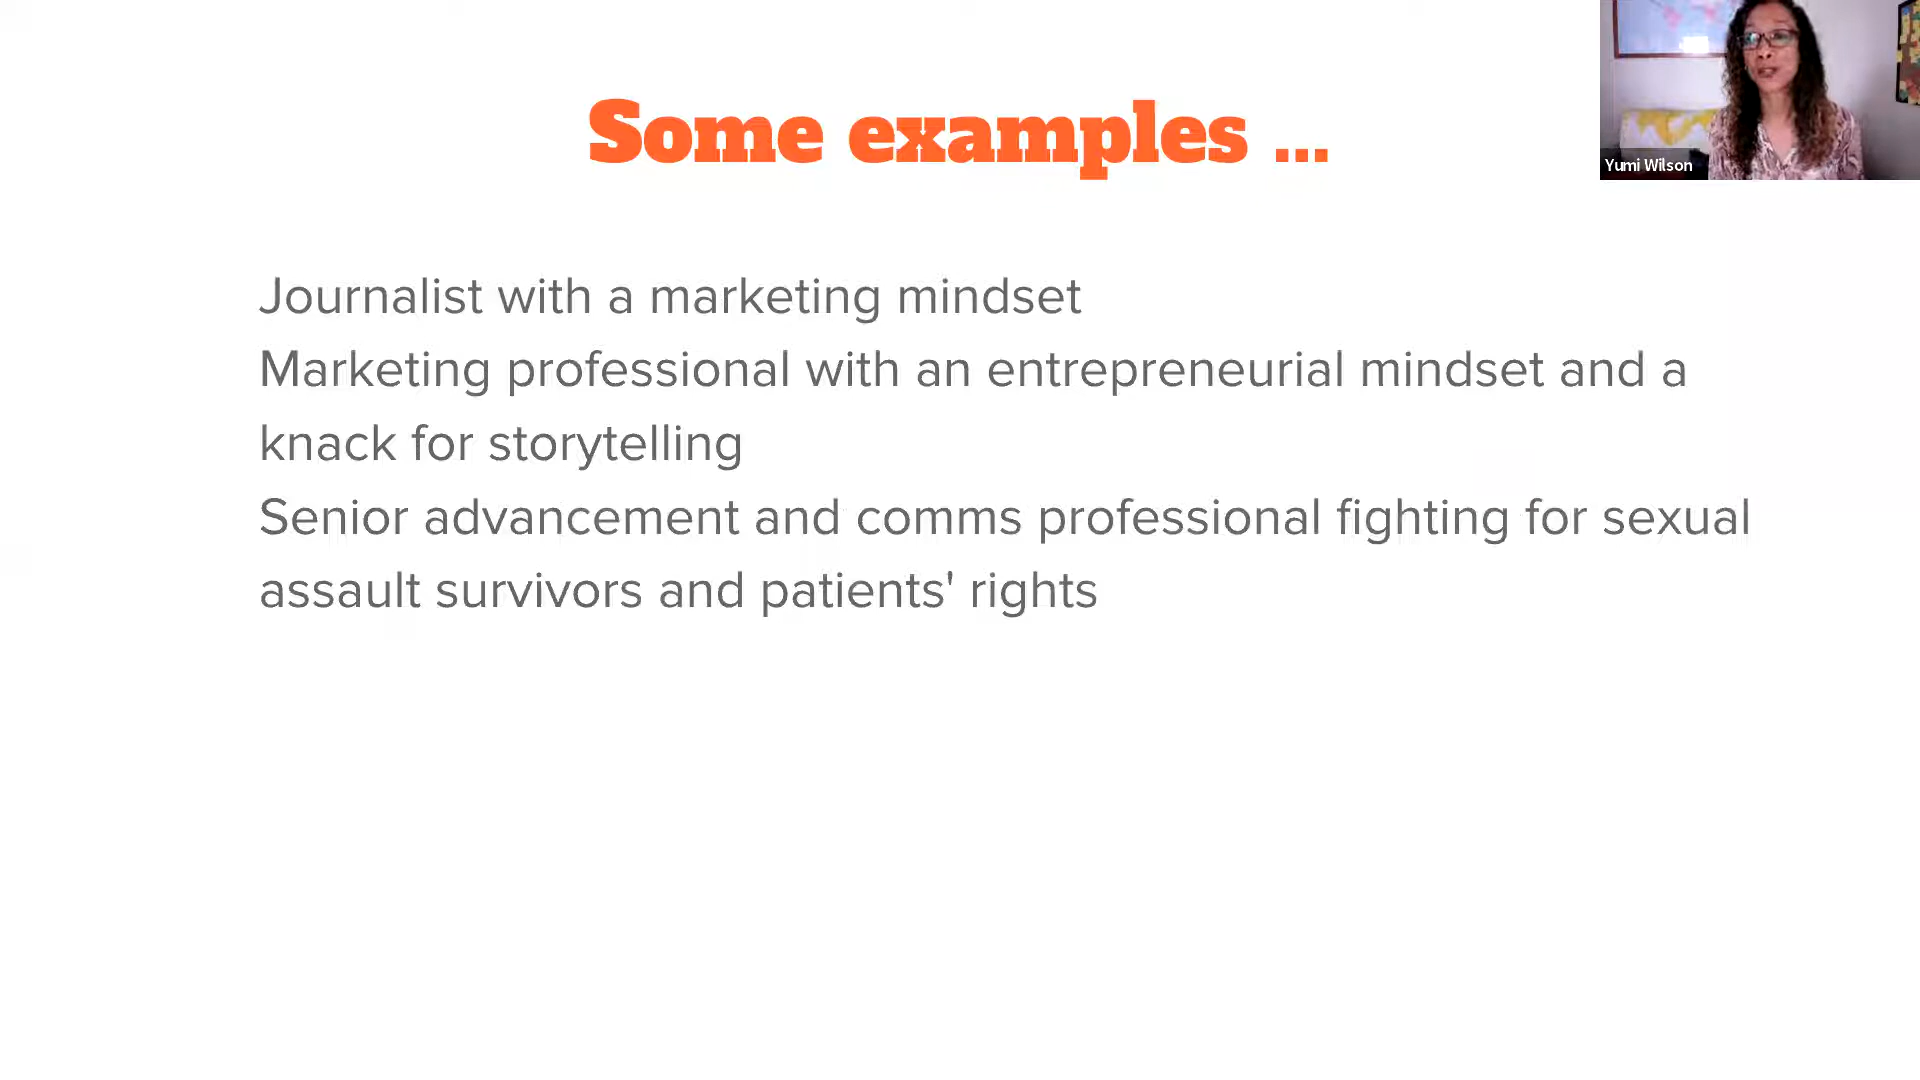 Some examples ...
Yumi Wilson
Journalist with a marketing mindset
Marketing professional with an entrepreneurial mindset and a
knack for storytelling
Senior advancement and comms professional fighting for sexual
assault survivors and patients' rights